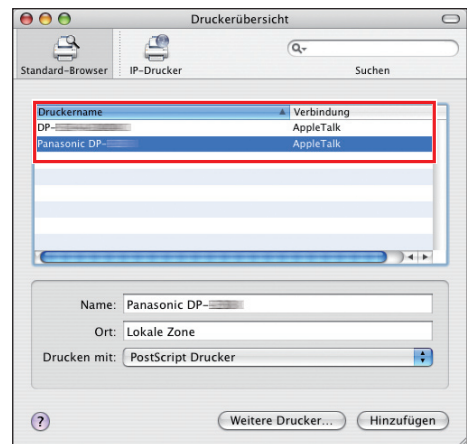 Druckerübersicht
Standard-Browser
IP-Drucker
Suchen
Druckername Verbindung
DP- AppleTalk
Panasonic DP- AppleTalk
Name: Panasonic DP-
Ort: Lokale Zone
Drucken mit: PostScript Drucker
? Weitere Drucker... Hinzufügen